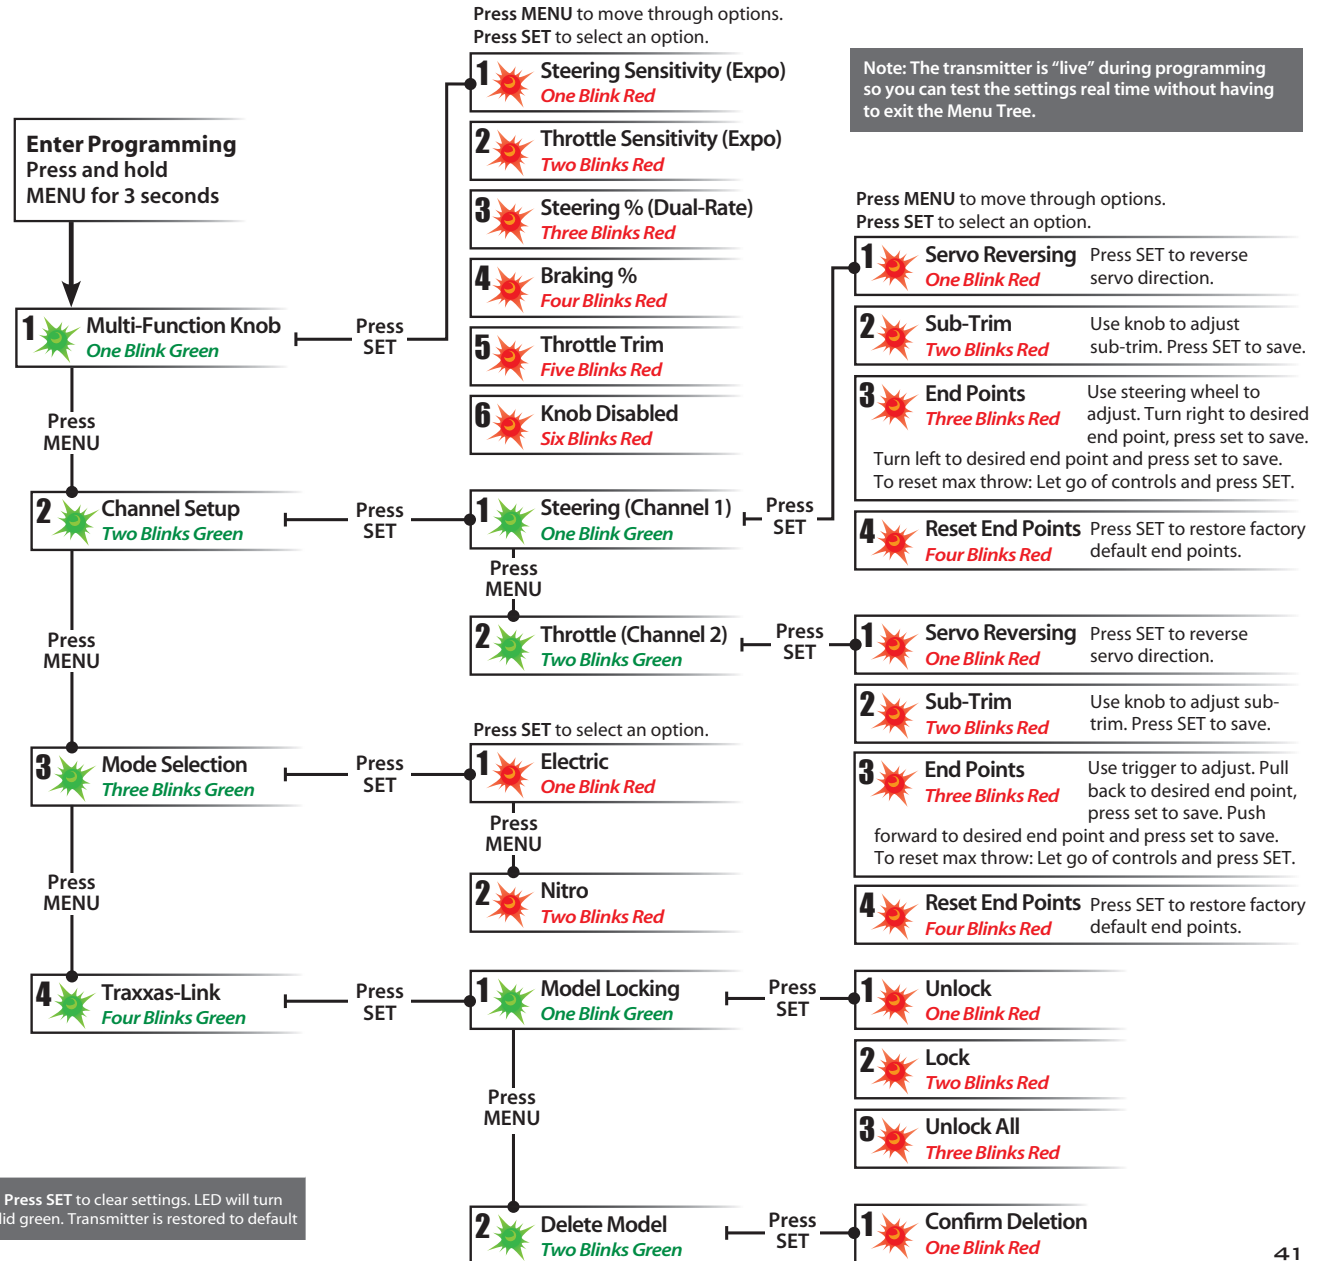 Press MENU to move through options.
Press SET to select an option.
1 Steering Sensitivity (Expo)
One Blink Red
2 Throttle Sensitivity (Expo)
Two Blinks Red
3 Steering % (Dual-Rate)
Three Blinks Red
4 Braking %
Four Blinks Red
5 Throttle Trim
Five Blinks Red
6 Knob Disabled
Six Blinks Red
Note: The transmitter is “live” during programming
so you can test the settings real time without having
to exit the Menu Tree.
Enter Programming
Press and hold
MENU for 3 seconds
1 Multi-Function Knob
One Blink Green
Press
SET
Press
MENU
2 Channel Setup
Two Blinks Green
Press
SET
1 Steering (Channel 1)
One Blink Green
Press
SET
Press MENU to move through options.
Press SET to select an option.
1 Servo Reversing
One Blink Red
Press SET to reverse
servo direction.
2 Sub-Trim
Two Blinks Red
Use knob to adjust
sub-trim. Press SET to save.
3 End Points
Three Blinks Red
Use steering wheel to
adjust. Turn right to desired
end point, press set to save.
Turn left to desired end point and press set to save.
To reset max throw: Let go of controls and press SET.
4 Reset End Points
Four Blinks Red
Press SET to restore factory
default end points.
Press
MENU
2 Throttle (Channel 2)
Two Blinks Green
Press
SET
1 Servo Reversing
One Blink Red
Press SET to reverse
servo direction.
2 Sub-Trim
Two Blinks Red
Use knob to adjust sub-
trim. Press SET to save.
3 End Points
Three Blinks Red
Use trigger to adjust. Pull
back to desired end point,
press set to save. Push
forward to desired end point and press set to save.
To reset max throw: Let go of controls and press SET.
4 Reset End Points
Four Blinks Red
Press SET to restore factory
default end points.
Press
MENU
3 Mode Selection
Three Blinks Green
Press
SET
Press SET to select an option.
1 Electric
One Blink Red
Press
MENU
2 Nitro
Two Blinks Red
Press
MENU
4 Traxxas-Link
Four Blinks Green
Press
SET
1 Model Locking
One Blink Green
Press
SET
1 Unlock
One Blink Red
2 Lock
Two Blinks Red
3 Unlock All
Three Blinks Red
Press
MENU
2 Delete Model
Two Blinks Green
Press
SET
1 Confirm Deletion
One Blink Red
Press SET to clear settings. LED will turn
lid green. Transmitter is restored to default
41